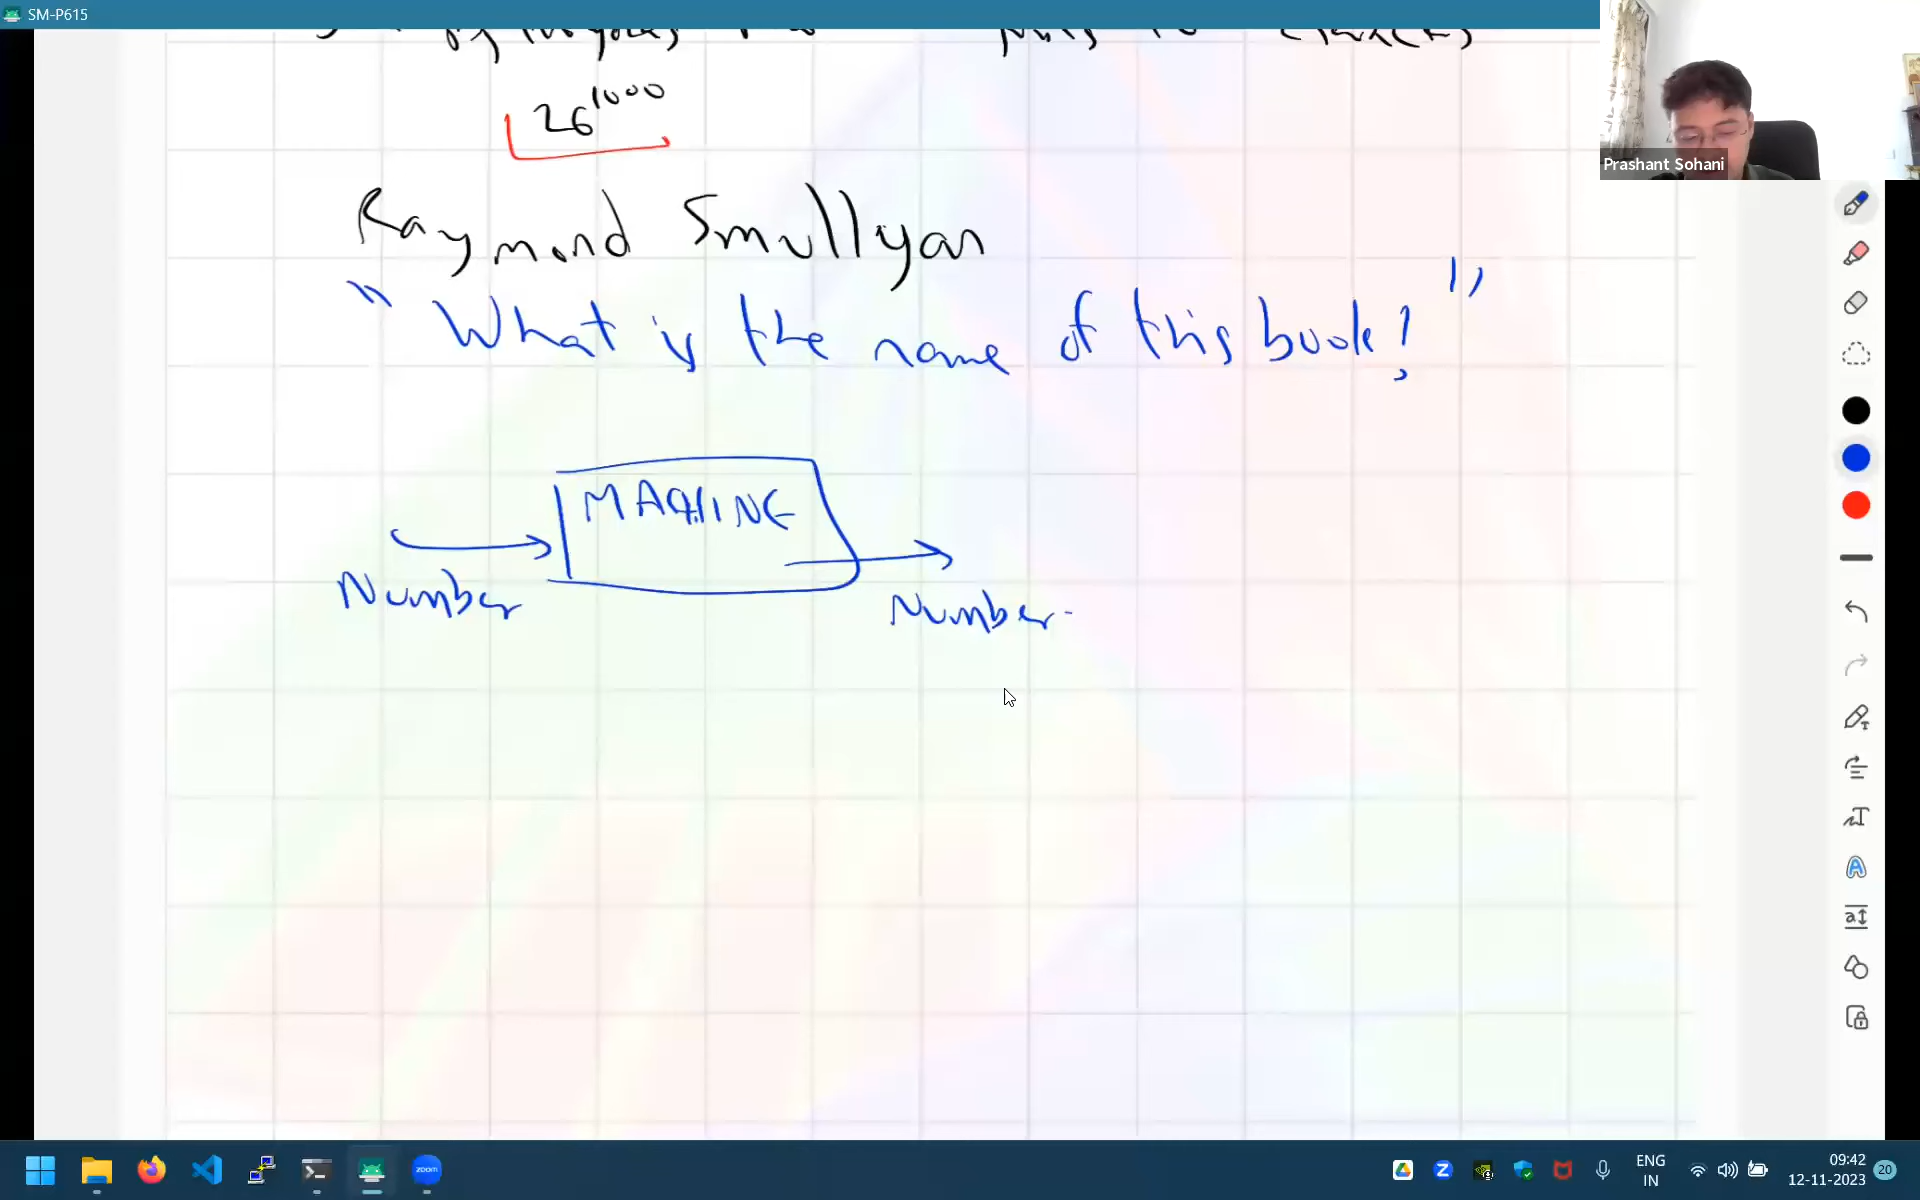 SM-P615
26^1000
Prashant Sohani
Raymond Smullyan
"What is the name of this book?"
MACHINE
Number
Number
zoom
ENG
IN
09:42
12-11-2023
20